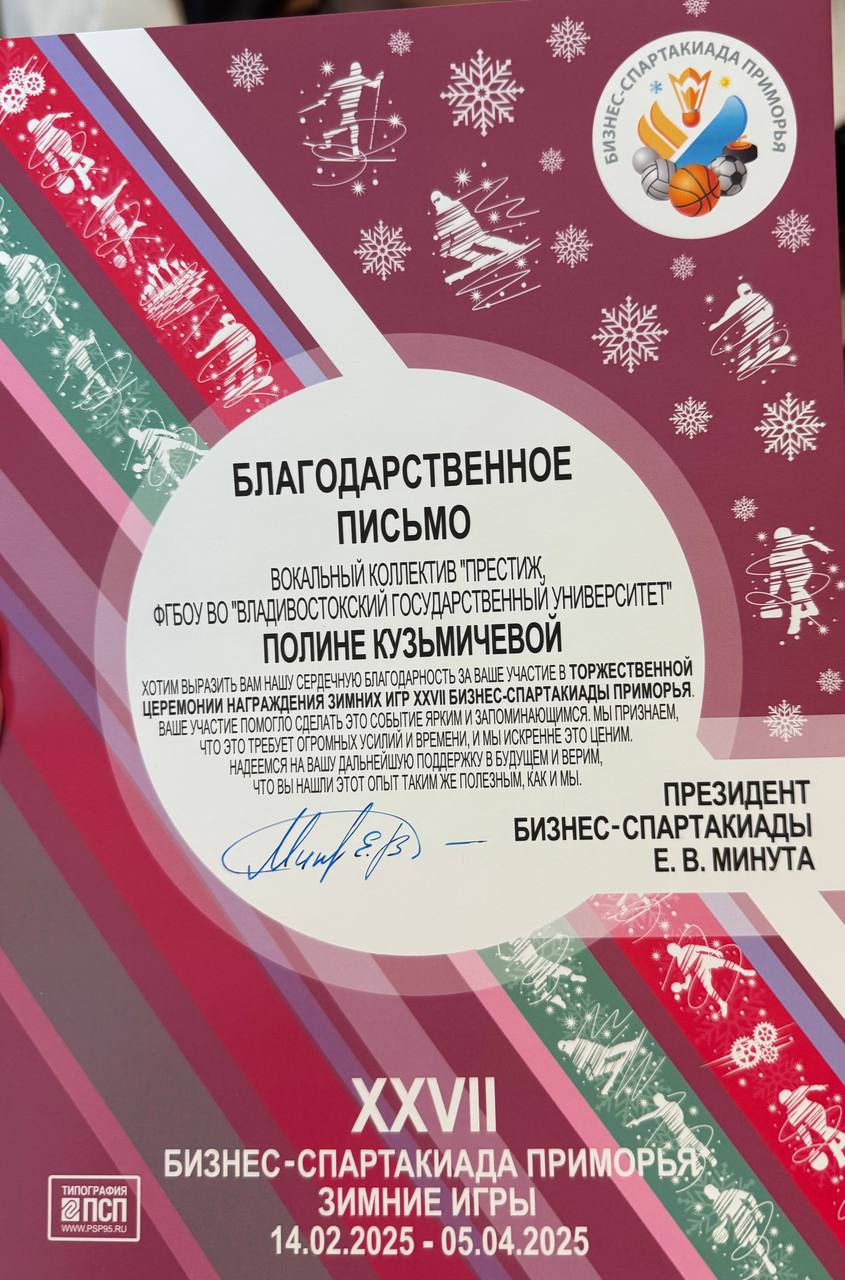 БИЗНЕС-СПАРТАКИАДА ПРИМОРЬЯ
БЛАГОДАРСТВЕННОЕ
ПИСЬМО
ВОКАЛЬНЫЙ КОЛЛЕКТИВ "ПРЕСТИЖ,
ФГБОУ ВО "ВЛАДИВОСТОКСКИЙ ГОСУДАРСТВЕННЫЙ УНИВЕРСИТЕТ"
ПОЛИНЕ КУЗЬМИЧЕВОЙ
ХОТИМ ВЫРАЗИТЬ ВАМ НАШУ СЕРДЕЧНУЮ БЛАГОДАРНОСТЬ ЗА ВАШЕ УЧАСТИЕ В ТОРЖЕСТВЕННОЙ
ЦЕРЕМОНИИ НАГРАЖДЕНИЯ ЗИМНИХ ИГР XXVII БИЗНЕС-СПАРТАКИАДЫ ПРИМОРЬЯ.
ВАШЕ УЧАСТИЕ ПОМОГЛО СДЕЛАТЬ ЭТО СОБЫТИЕ ЯРКИМ И ЗАПОМИНАЮЩИМСЯ. МЫ ПРИЗНАЕМ,
ЧТО ЭТО ТРЕБУЕТ ОГРОМНЫХ УСИЛИЙ И ВРЕМЕНИ, И МЫ ИСКРЕННЕ ЭТО ЦЕНИМ.
НАДЕЕМСЯ НА ВАШУ ДАЛЬНЕЙШУЮ ПОДДЕРЖКУ В БУДУЩЕМ И ВЕРИМ,
ЧТО ВЫ НАШЛИ ЭТОТ ОПЫТ ТАКИМ ЖЕ ПОЛЕЗНЫМ, КАК И МЫ.
ПРЕЗИДЕНТ
БИЗНЕС-СПАРТАКИАДЫ
Е. В. МИНУТА
XXVII
БИЗНЕС-СПАРТАКИАДА ПРИМОРЬЯ
ЗИМНИЕ ИГРЫ
14.02.2025 - 05.04.2025
ТИПОГРАФИЯ
ПСП
WWW.PSP95.RU